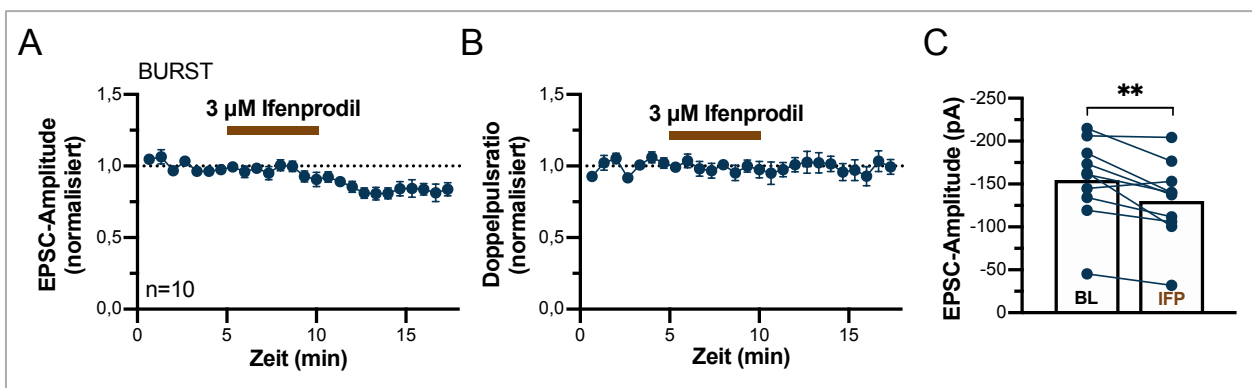 A
BURST
EPSC-Amplitude
(normalisiert)
1,5
1,0
0,5
0,0
3 µM Ifenprodil
n=10
0
5
10
15
Zeit (min)
B
Doppelpulsratio
(normalisiert)
1,5
1,0
0,5
0,0
3 µM Ifenprodil
0
5
10
15
Zeit (min)
C
EPSC-Amplitude (pA)
-250
-200
-150
-100
-50
0
**
BL
IFP